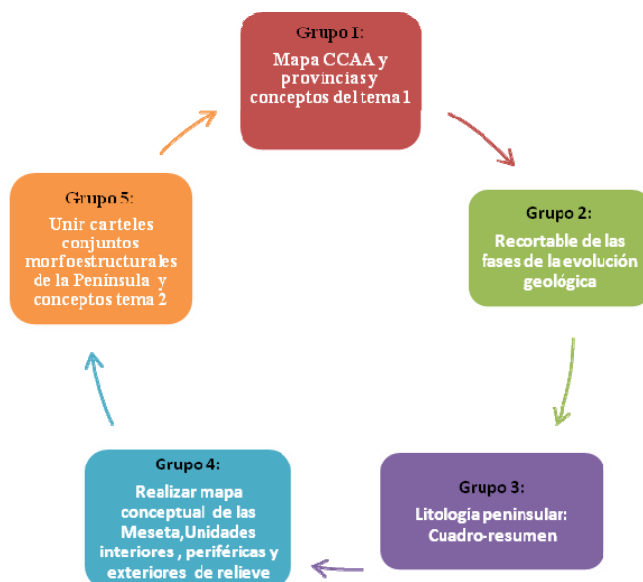 Grupo 1:
Mapa CCAA y
provincias y
conceptos del tema 1
Grupo 2:
Recortable de las
fases de la evolución
geológica
Grupo 3:
Litología peninsular:
Cuadro-resumen
Grupo 4:
Realizar mapa
conceptual de las
Meseta,Unidades
interiores , periféricas y
exteriores de relieve
Grupo 5:
Unir carteles
conjuntos
morfoestructurales
de la Península y
conceptos tema 2